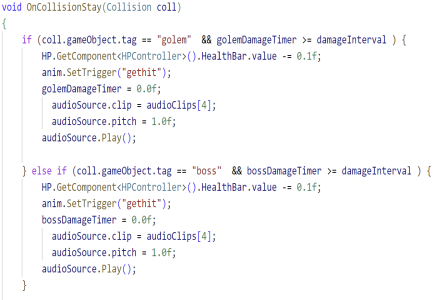 void OnCollisionStay(Collision coll)
{
    if (coll.gameObject.tag == "golem"  && golemDamageTimer >= damageInterval ) {
        HP.GetComponent<HPController>().HealthBar.value -= 0.1f;
        anim.SetTrigger("gethit");
        golemDamageTimer = 0.0f;
          audioSource.clip = audioClips[4];
          audioSource.pitch = 1.0f;
        audioSource.Play();

    } else if (coll.gameObject.tag == "boss"  && bossDamageTimer >= damageInterval ) {
        HP.GetComponent<HPController>().HealthBar.value -= 0.1f;
        anim.SetTrigger("gethit");
        bossDamageTimer = 0.0f;
          audioSource.clip = audioClips[4];
          audioSource.pitch = 1.0f;
        audioSource.Play();
    }